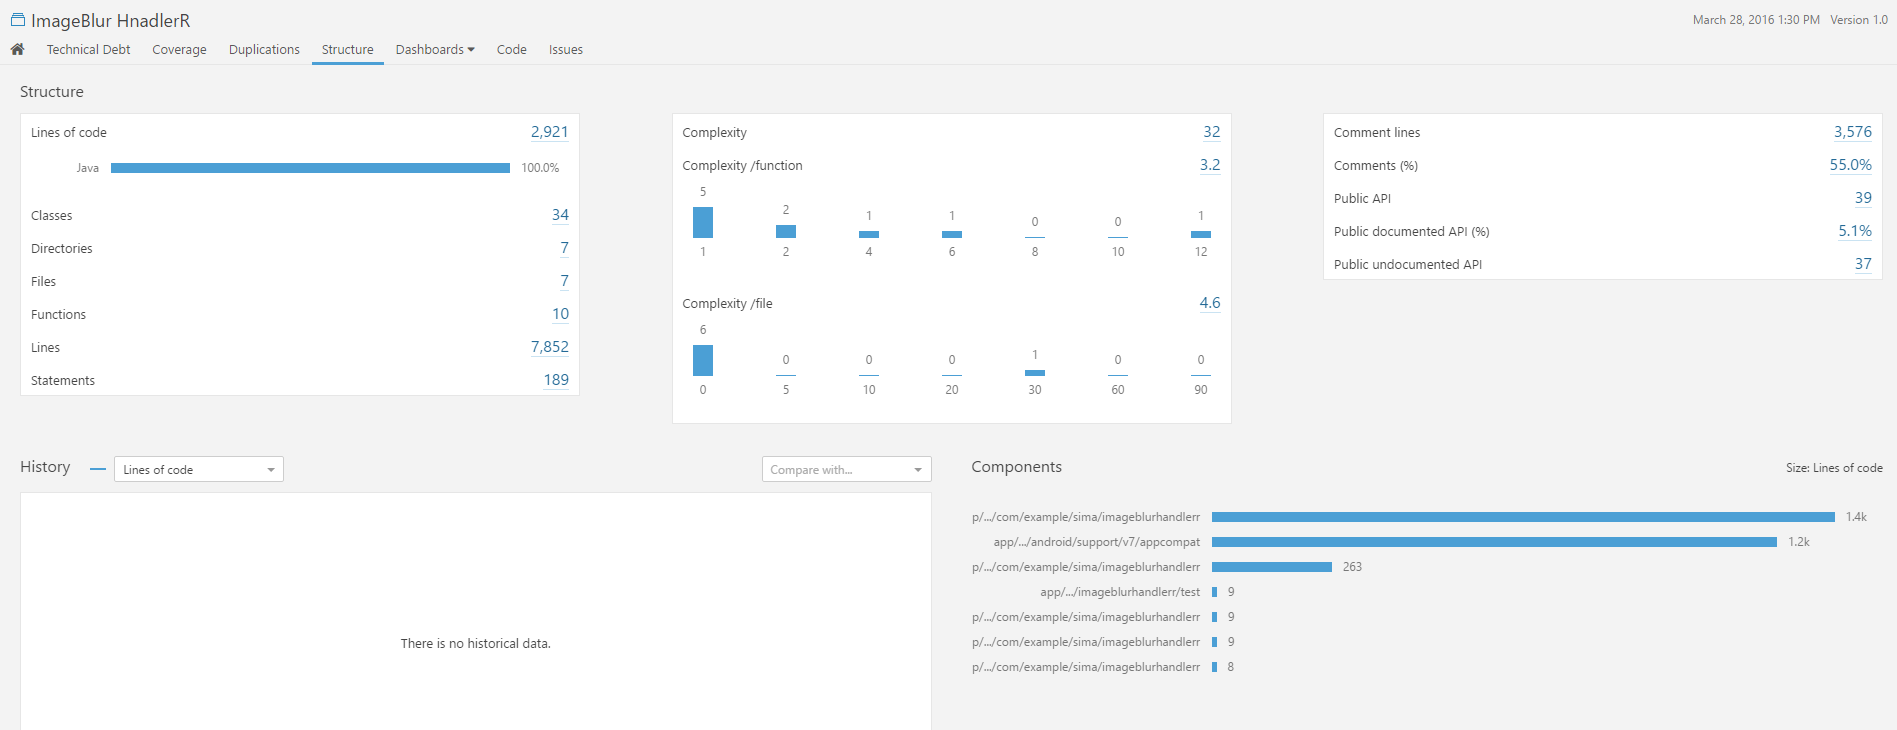 ImageBlur HnadlerR
March 28, 2016 1:30 PM Version 1.0
Technical Debt Coverage Duplications Structure Dashboards Code Issues
Structure
Lines of code 2,921
Java 100.0%
Classes 34
Directories 7
Files 7
Functions 10
Lines 7,852
Statements 189
Complexity 32
Complexity /function 3.2
5 2 1 1 0 0 1
1 2 4 6 8 10 12
Complexity /file 4.6
6 0 0 0 1 0 0
0 5 10 20 30 60 90
Comment lines 3,576
Comments (%) 55.0%
Public API 39
Public documented API (%) 5.1%
Public undocumented API 37
History Lines of code Compare with...
There is no historical data.
Components Size: Lines of code
p/.../com/example/sima/imageblurhandlerr 1.4k
app/.../android/support/v7/appcompat 1.2k
p/.../com/example/sima/imageblurhandlerr 263
app/.../imageblurhandlerr/test 9
p/.../com/example/sima/imageblurhandlerr 9
p/.../com/example/sima/imageblurhandlerr 9
p/.../com/example/sima/imageblurhandlerr 8